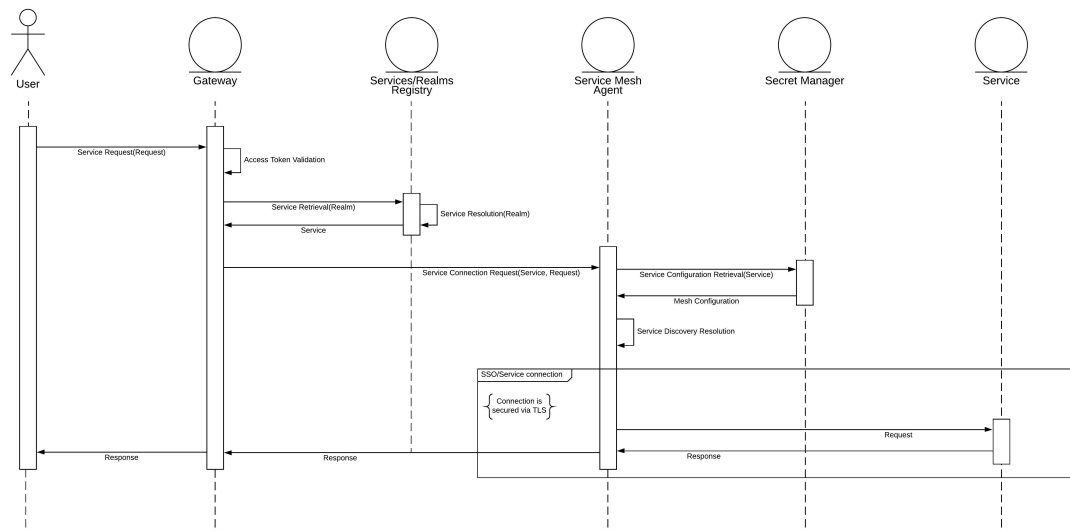 User
Gateway
Services/Realms
Registry
Service Mesh
Agent
Secret Manager
Service
Service Request(Request)
Access Token Validation
Service Retrieval(Realm)
Service Resolution(Realm)
Service
Service Connection Request(Service, Request)
Service Configuration Retrieval(Service)
Mesh Configuration
Service Discovery Resolution
SSO/Service connection
Connection is
secured via TLS
Request
Response
Response
Response